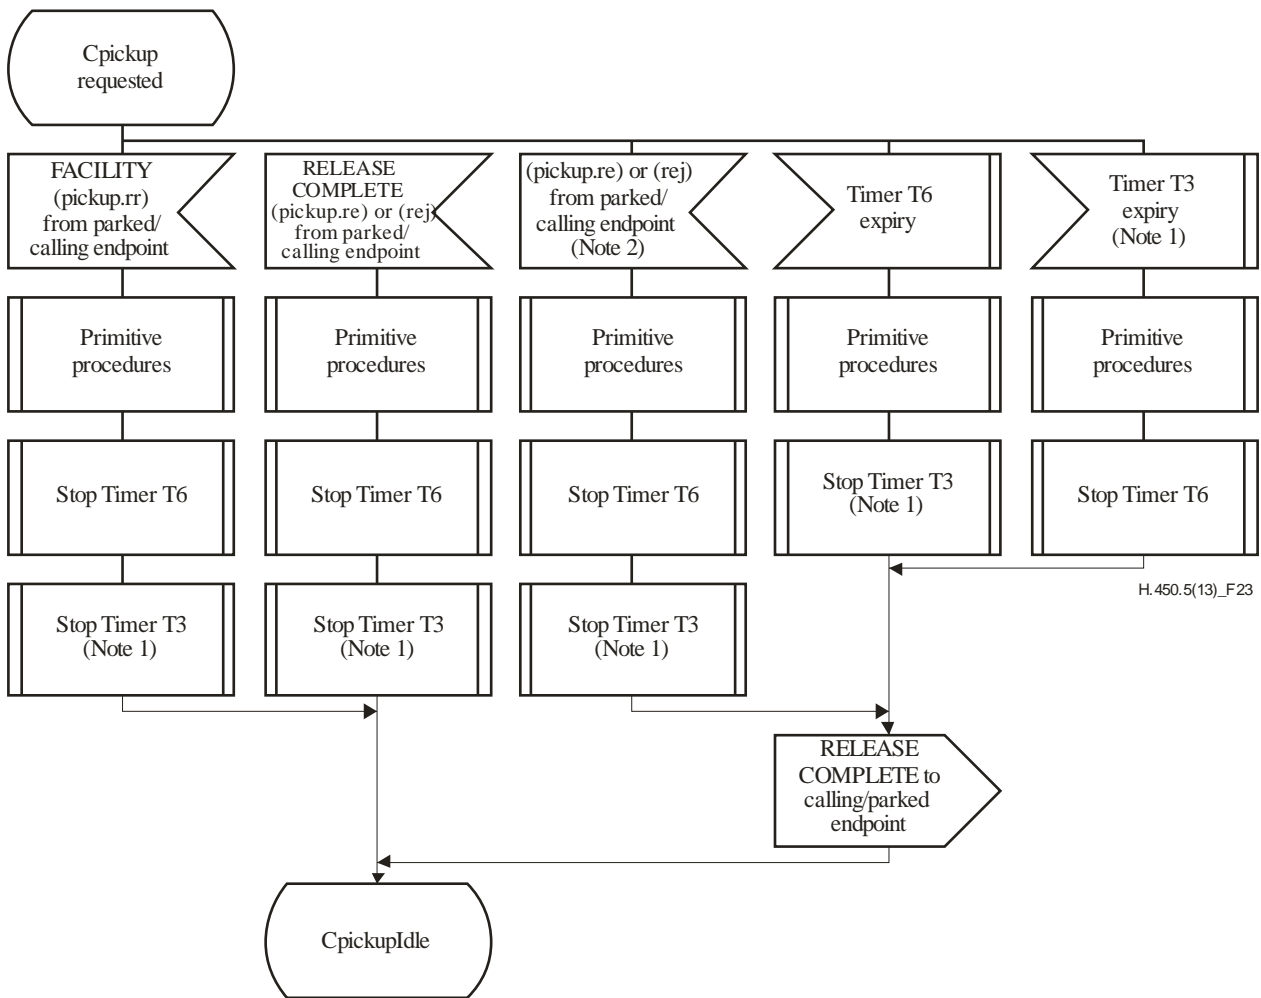 Cpickup
requested
FACILITY
(pickup.rr)
from parked/
calling endpoint
RELEASE
COMPLETE
(pickup.re) or (rej)
from parked/
calling endpoint
(pickup.re) or (rej)
from parked/
calling endpoint
(Note 2)
Timer T6
expiry
Timer T3
expiry
(Note 1)
Primitive
procedures
Primitive
procedures
Primitive
procedures
Primitive
procedures
Primitive
procedures
Stop Timer T6
Stop Timer T6
Stop Timer T6
Stop Timer T3
(Note 1)
Stop Timer T6
H.450.5(13)_F23
Stop Timer T3
(Note 1)
Stop Timer T3
(Note 1)
Stop Timer T3
(Note 1)
RELEASE
COMPLETE to
calling/parked
endpoint
CpickupIdle